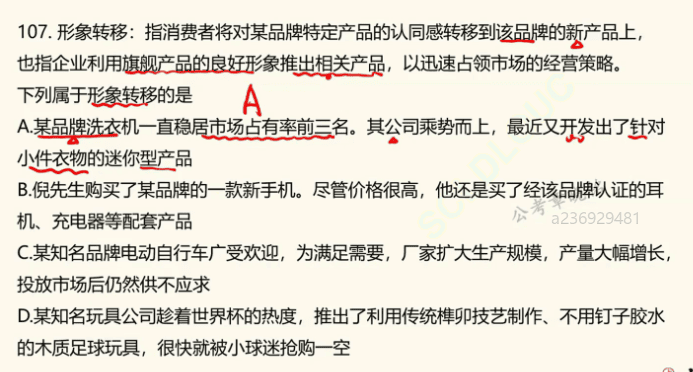 107. 形象转移：指消费者将对某品牌特定产品的认同感转移到该品牌的新产品上，
也指企业利用旗舰产品的良好形象推出相关产品，以迅速占领市场的经营策略。
下列属于形象转移的是
A
A.某品牌洗衣机一直稳居市场占有率前三名。其公司乘势而上，最近又开发出了针对
小件衣物的迷你型产品
B.倪先生购买了某品牌的一款新手机。尽管价格很高，他还是买了经该品牌认证的耳
机、充电器等配套产品
a236929481
C.某知名品牌电动自行车广受欢迎，为满足需要，厂家扩大生产规模，产量大幅增长，
投放市场后仍然供不应求
D.某知名玩具公司趁着世界杯的热度，推出了利用传统榫卯技艺制作、不用钉子胶水
的木质足球玩具，很快就被小球迷抢购一空